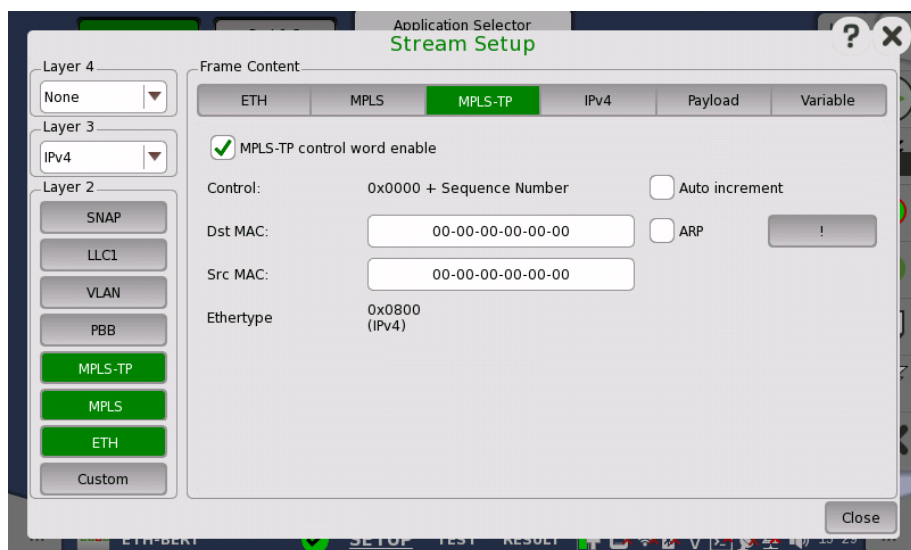 Application Selector
Stream Setup
?
Layer 4
None
Layer 3
IPv4
Layer 2
SNAP
LLC1
VLAN
PBB
MPLS-TP
MPLS
ETH
Custom
Frame Content
ETH MPLS MPLS-TP IPv4 Payload Variable
MPLS-TP control word enable
Control: 0x0000 + Sequence Number Auto increment
Dst MAC: 00-00-00-00-00-00 ARP !
Src MAC: 00-00-00-00-00-00
Ethertype 0x0800
(IPv4)
Close
ETH-BERT SETUP TEST RESULT